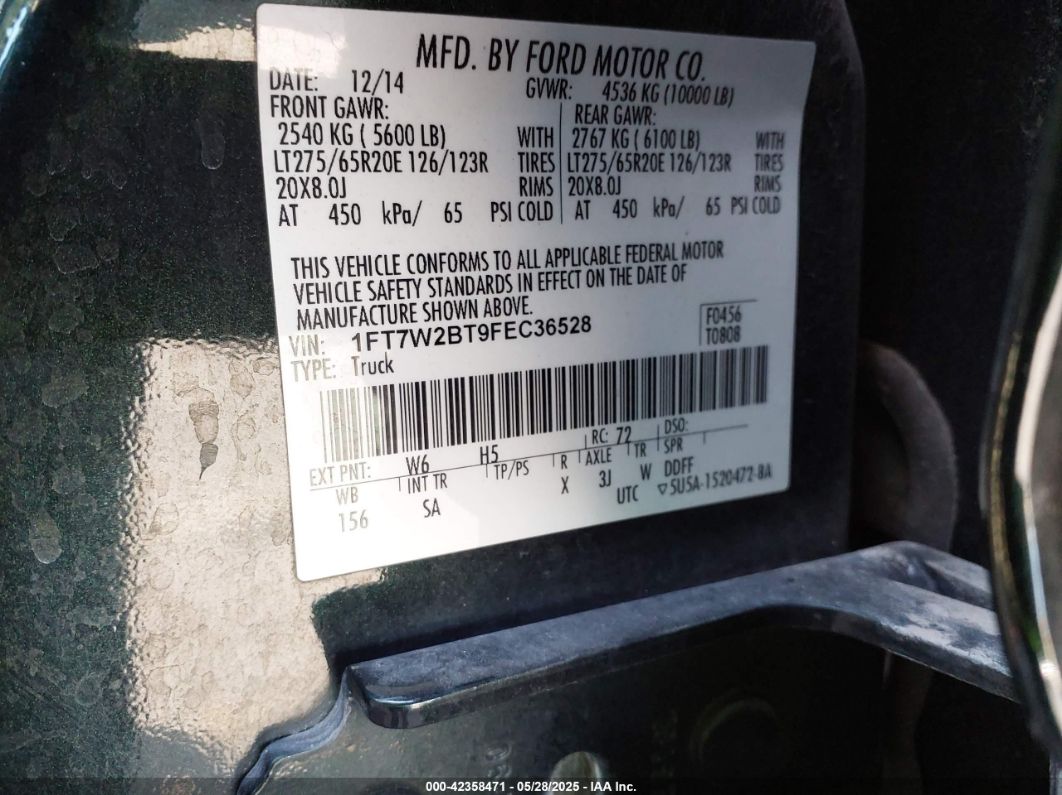 MFD. BY FORD MOTOR CO.
DATE: 12/14 GVWR: 4536 KG (10000 LB)
FRONT GAWR: REAR GAWR:
2540 KG ( 5600 LB) WITH 2767 KG ( 6100 LB) WITH
LT275/65R20E 126/123R TIRES LT275/65R20E 126/123R TIRES
20X8.0J RIMS 20X8.0J RIMS
AT 450 kPa/ 65 PSI COLD AT 450 kPa/ 65 PSI COLD
THIS VEHICLE CONFORMS TO ALL APPLICABLE FEDERAL MOTOR
VEHICLE SAFETY STANDARDS IN EFFECT ON THE DATE OF
MANUFACTURE SHOWN ABOVE.
VIN: 1FT7W2BT9FEC36528 F0456
TYPE: Truck T0808
EXT PNT: W6 H5 RC: 72 DSO:
WB INT TR TP/PS R AXLE TR SPR
156 SA X 3J W DDFF
UTC ▽5U5A-1520472-8A
000-42358471 - 05/28/2025 - IAA Inc.